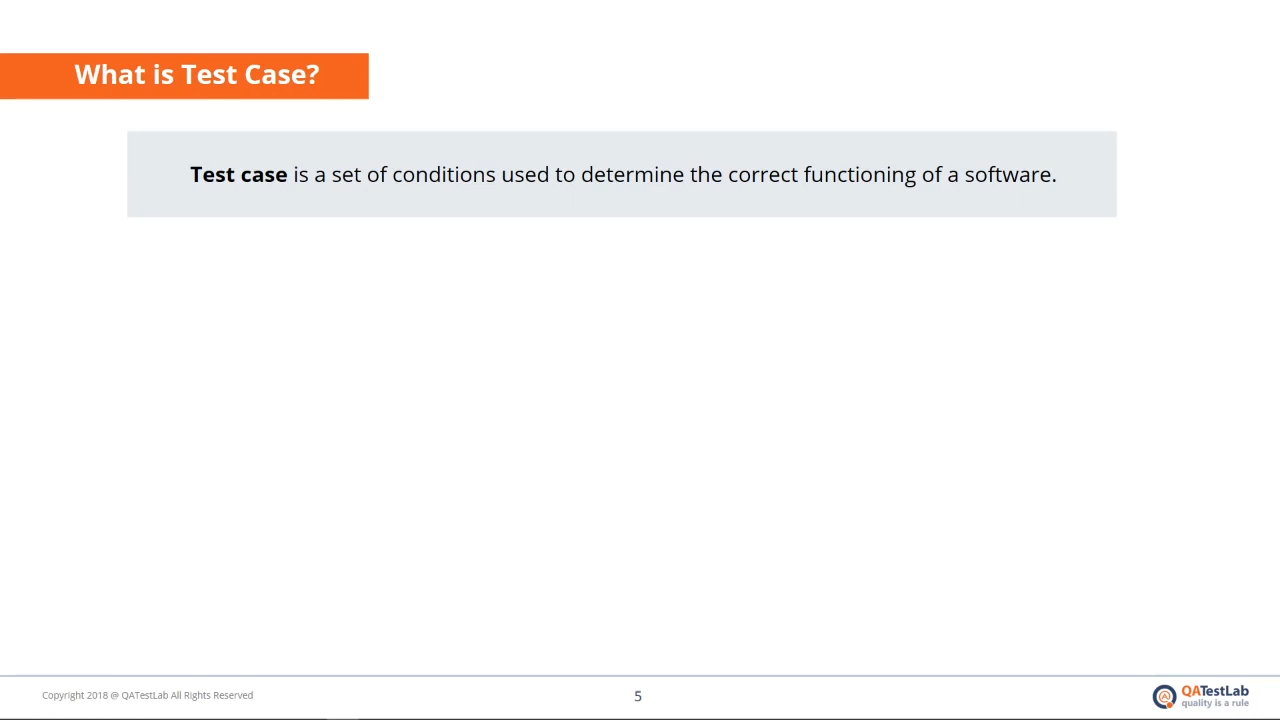 What is Test Case?
Test case is a set of conditions used to determine the correct functioning of a software.
Copyright 2018 @ QATestLab All Rights Reserved
5
QATestLab
quality is a rule